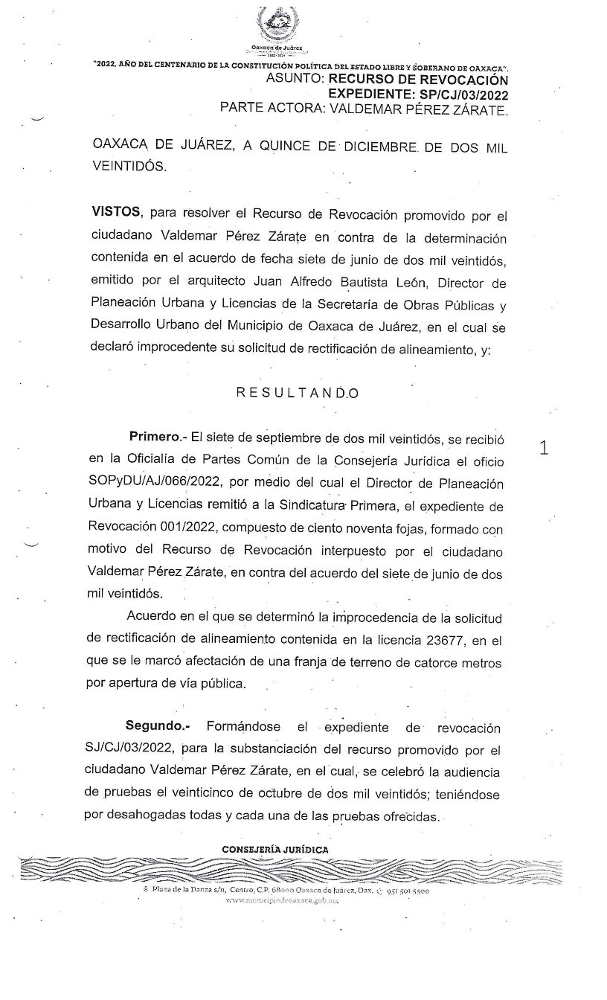 Oaxaca de Juárez
2022-2024
"2022, AÑO DEL CENTENARIO DE LA CONSTITUCIÓN POLÍTICA DEL ESTADO LIBRE Y SOBERANO DE OAXACA".
ASUNTO: RECURSO DE REVOCACIÓN
EXPEDIENTE: SP/CJ/03/2022
PARTE ACTORA: VALDEMAR PÉREZ ZÁRATE.
OAXACA DE JUÁREZ, A QUINCE DE DICIEMBRE DE DOS MIL
VEINTIDÓS.
VISTOS, para resolver el Recurso de Revocación promovido por el
ciudadano Valdemar Pérez Zárate en contra de la determinación
contenida en el acuerdo de fecha siete de junio de dos mil veintidós,
emitido por el arquitecto Juan Alfredo Bautista León, Director de
Planeación Urbana y Licencias de la Secretaría de Obras Públicas y
Desarrollo Urbano del Municipio de Oaxaca de Juárez, en el cual se
declaró improcedente su solicitud de rectificación de alineamiento, y:
R E S U L T A N D O
Primero.- El siete de septiembre de dos mil veintidós, se recibió
en la Oficialía de Partes Común de la Consejería Jurídica el oficio
SOPyDU/AJ/066/2022, por medio del cual el Director de Planeación
Urbana y Licencias remitió a la Sindicatura Primera, el expediente de
Revocación 001/2022, compuesto de ciento noventa fojas, formado con
motivo del Recurso de Revocación interpuesto por el ciudadano
Valdemar Pérez Zárate, en contra del acuerdo del siete de junio de dos
mil veintidós.
1
Acuerdo en el que se determinó la improcedencia de la solicitud
de rectificación de alineamiento contenida en la licencia 23677, en el
que se le marcó afectación de una franja de terreno de catorce metros
por apertura de vía pública.
Segundo.- Formándose el expediente de revocación
SJ/CJ/03/2022, para la substanciación del recurso promovido por el
ciudadano Valdemar Pérez Zárate, en el cual, se celebró la audiencia
de pruebas el veinticinco de octubre de dos mil veintidós; teniéndose
por desahogadas todas y cada una de las pruebas ofrecidas.
CONSEJERÍA JURÍDICA
Plaza de la Danza s/n, Centro, C.P. 68000 Oaxaca de Juárez, Oax. 951 501 5500
www.municipiodeoaxaca.gob.mx